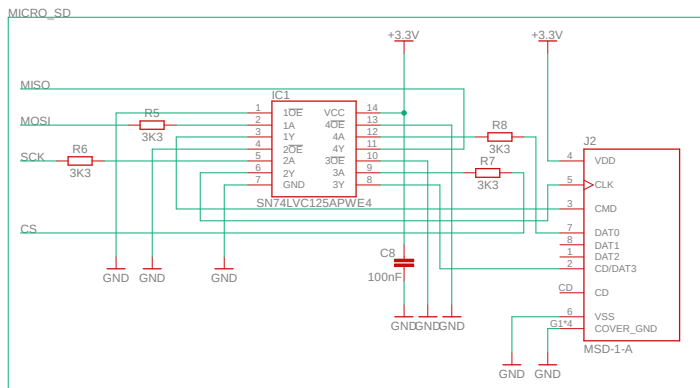 MICRO_SD
+3.3V +3.3V
MISO
IC1
1 1OE VCC 14
R5
MOSI 2 1A 4OE 13
3K3
3 1Y 4A 12
R8
3K3
4 2OE 4Y 11
J2
R6
SCK 5 2A 3OE 10
3K3
4 VDD
6 2Y 3A 9
R7
3K3
7 GND 3Y 8
5 CLK
SN74LVC125APWE4
3 CMD
CS
7 DAT0
8 DAT1
1 DAT2
2 CD/DAT3
C8
100nF
GND GND GND
CD CD
6 VSS
G1*4 COVER_GND
GND GND GND
MSD-1-A
GND GND